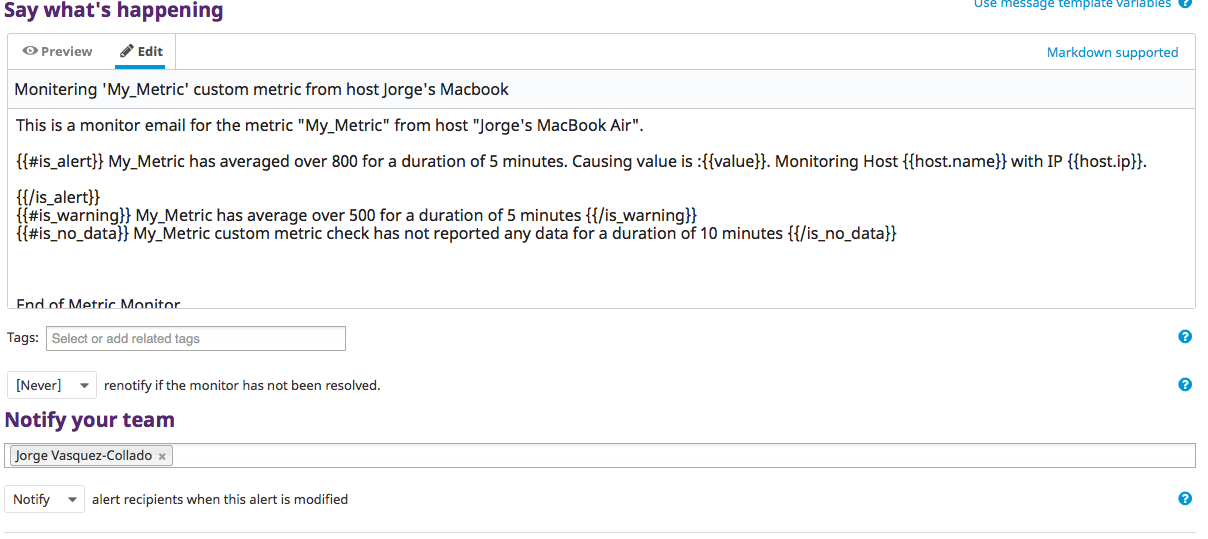 Say what's happening
Use message template variables ?
Preview Edit
Markdown supported
Monitering 'My_Metric' custom metric from host Jorge's Macbook
This is a monitor email for the metric "My_Metric" from host "Jorge's MacBook Air".
{{#is_alert}} My_Metric has averaged over 800 for a duration of 5 minutes. Causing value is :{{value}}. Monitoring Host {{host.name}} with IP {{host.ip}}.
{{/is_alert}}
{{#is_warning}} My_Metric has average over 500 for a duration of 5 minutes {{/is_warning}}
{{#is_no_data}} My_Metric custom metric check has not reported any data for a duration of 10 minutes {{/is_no_data}}
End of Metric Monitor
Tags: Select or add related tags ?
[Never] renotify if the monitor has not been resolved. ?
Notify your team
Jorge Vasquez-Collado x
Notify alert recipients when this alert is modified ?